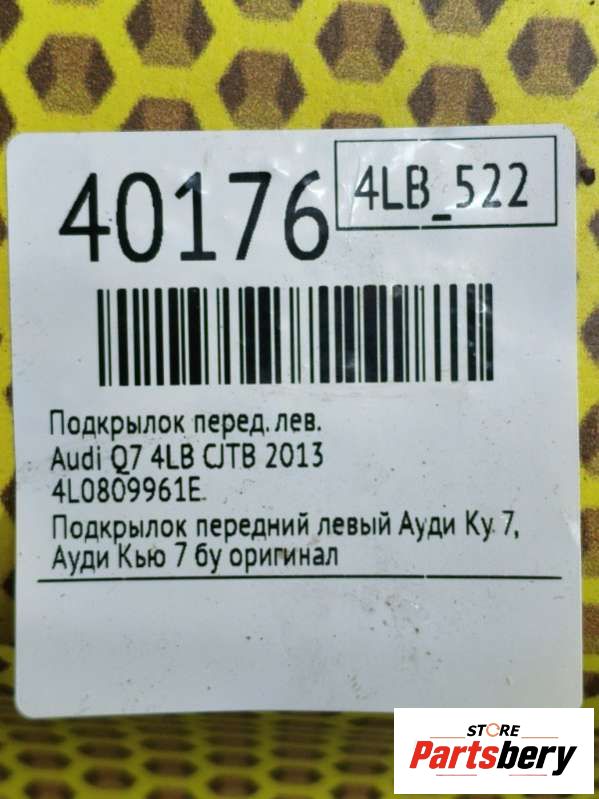 40176
4LB_522
Подкрылок перед. лев.
Audi Q7 4LB CJTB 2013
4L0809961E
Подкрылок передний левый Ауди Ку 7,
Ауди Кью 7 бу оригинал
STORE
Partsbery